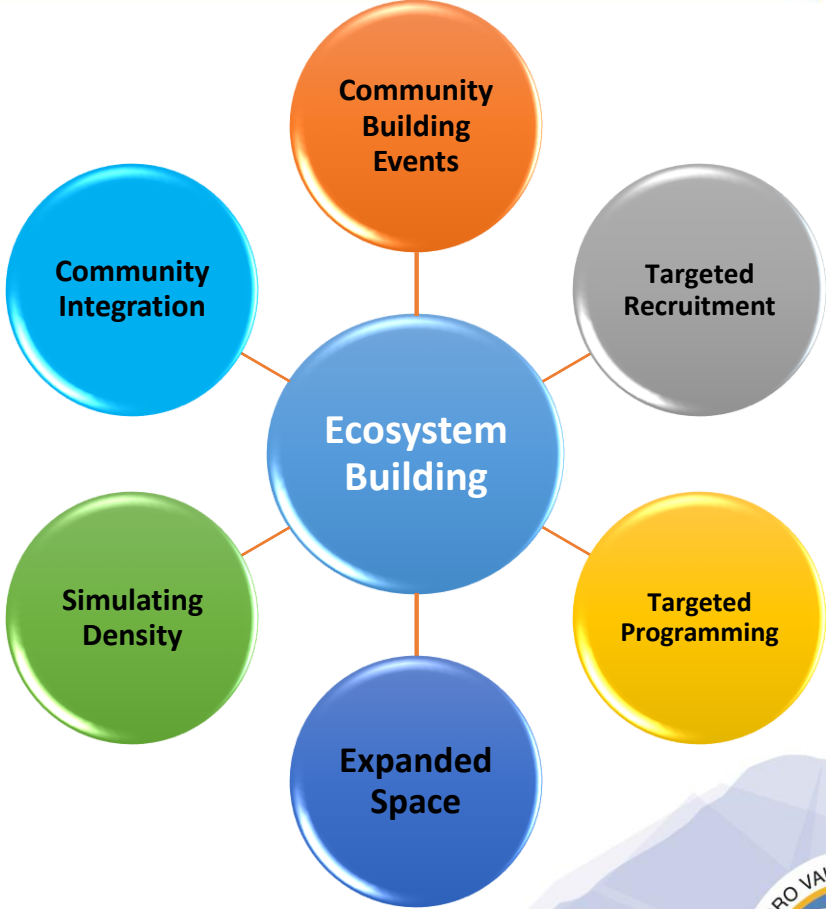 Community
Building
Events
Community
Integration
Targeted
Recruitment
Ecosystem
Building
Simulating
Density
Targeted
Programming
Expanded
Space